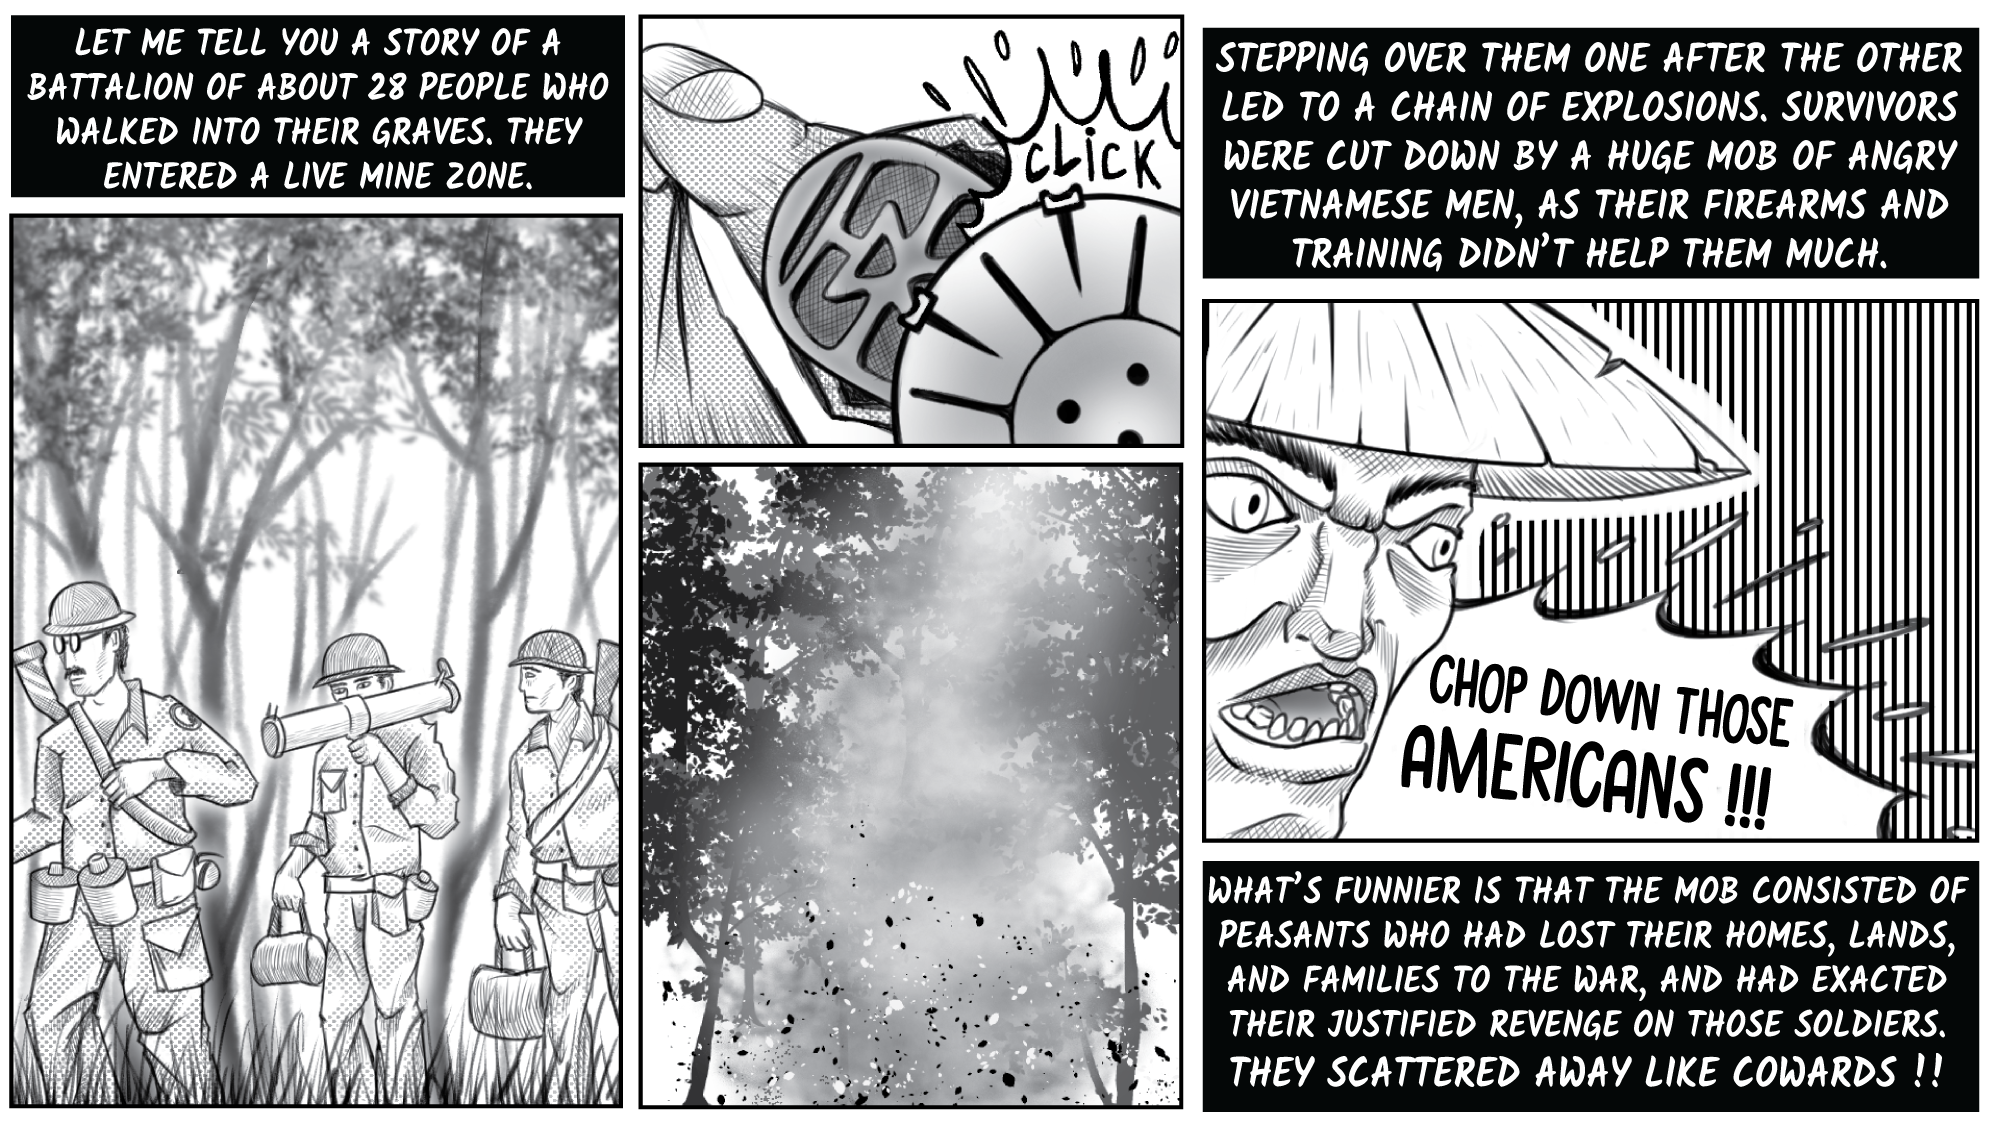 LET ME TELL YOU A STORY OF A
BATTALION OF ABOUT 28 PEOPLE WHO
WALKED INTO THEIR GRAVES. THEY
ENTERED A LIVE MINE ZONE.
CLiCK
STEPPING OVER THEM ONE AFTER THE OTHER
LED TO A CHAIN OF EXPLOSIONS. SURVIVORS
WERE CUT DOWN BY A HUGE MOB OF ANGRY
VIETNAMESE MEN, AS THEIR FIREARMS AND
TRAINING DIDN'T HELP THEM MUCH.
CHOP DOWN THOSE
AMERICANS !!!
WHAT'S FUNNIER IS THAT THE MOB CONSISTED OF
PEASANTS WHO HAD LOST THEIR HOMES, LANDS,
AND FAMILIES TO THE WAR, AND HAD EXACTED
THEIR JUSTIFIED REVENGE ON THOSE SOLDIERS.
THEY SCATTERED AWAY LIKE COWARDS !!